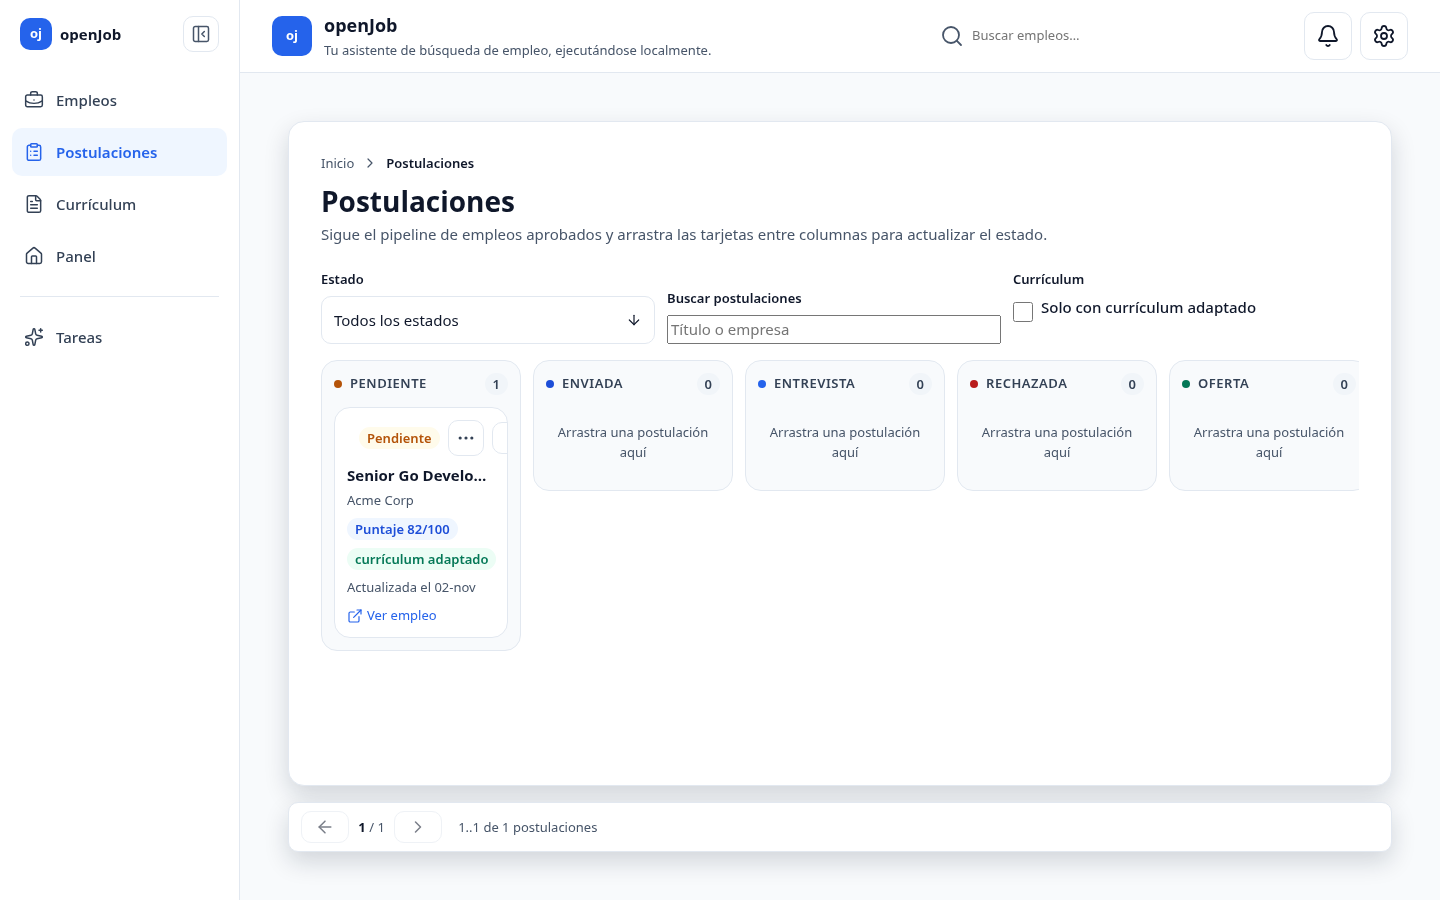 oj openJob
Empleos
Postulaciones
Currículum
Panel
Tareas
oj
openJob
Tu asistente de búsqueda de empleo, ejecutándose localmente.
Buscar empleos...
Inicio
Postulaciones
Postulaciones
Sigue el pipeline de empleos aprobados y arrastra las tarjetas entre columnas para actualizar el estado.
Estado
Todos los estados
Buscar postulaciones
Título o empresa
Currículum
Solo con currículum adaptado
PENDIENTE 1
Pendiente
Senior Go Develo...
Acme Corp
Puntaje 82/100
currículum adaptado
Actualizada el 02-nov
Ver empleo
ENVIADA 0
Arrastra una postulación
aquí
ENTREVISTA 0
Arrastra una postulación
aquí
RECHAZADA 0
Arrastra una postulación
aquí
OFERTA 0
Arrastra una postulación
aquí
1 / 1
1..1 de 1 postulaciones